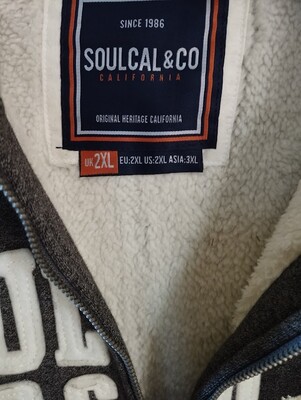 SINCE 1986
SOULCAL&CO
CALIFORNIA
ORIGINAL HERITAGE CALIFORNIA
UK 2XL EU:2XL US:2XL ASIA:3XL